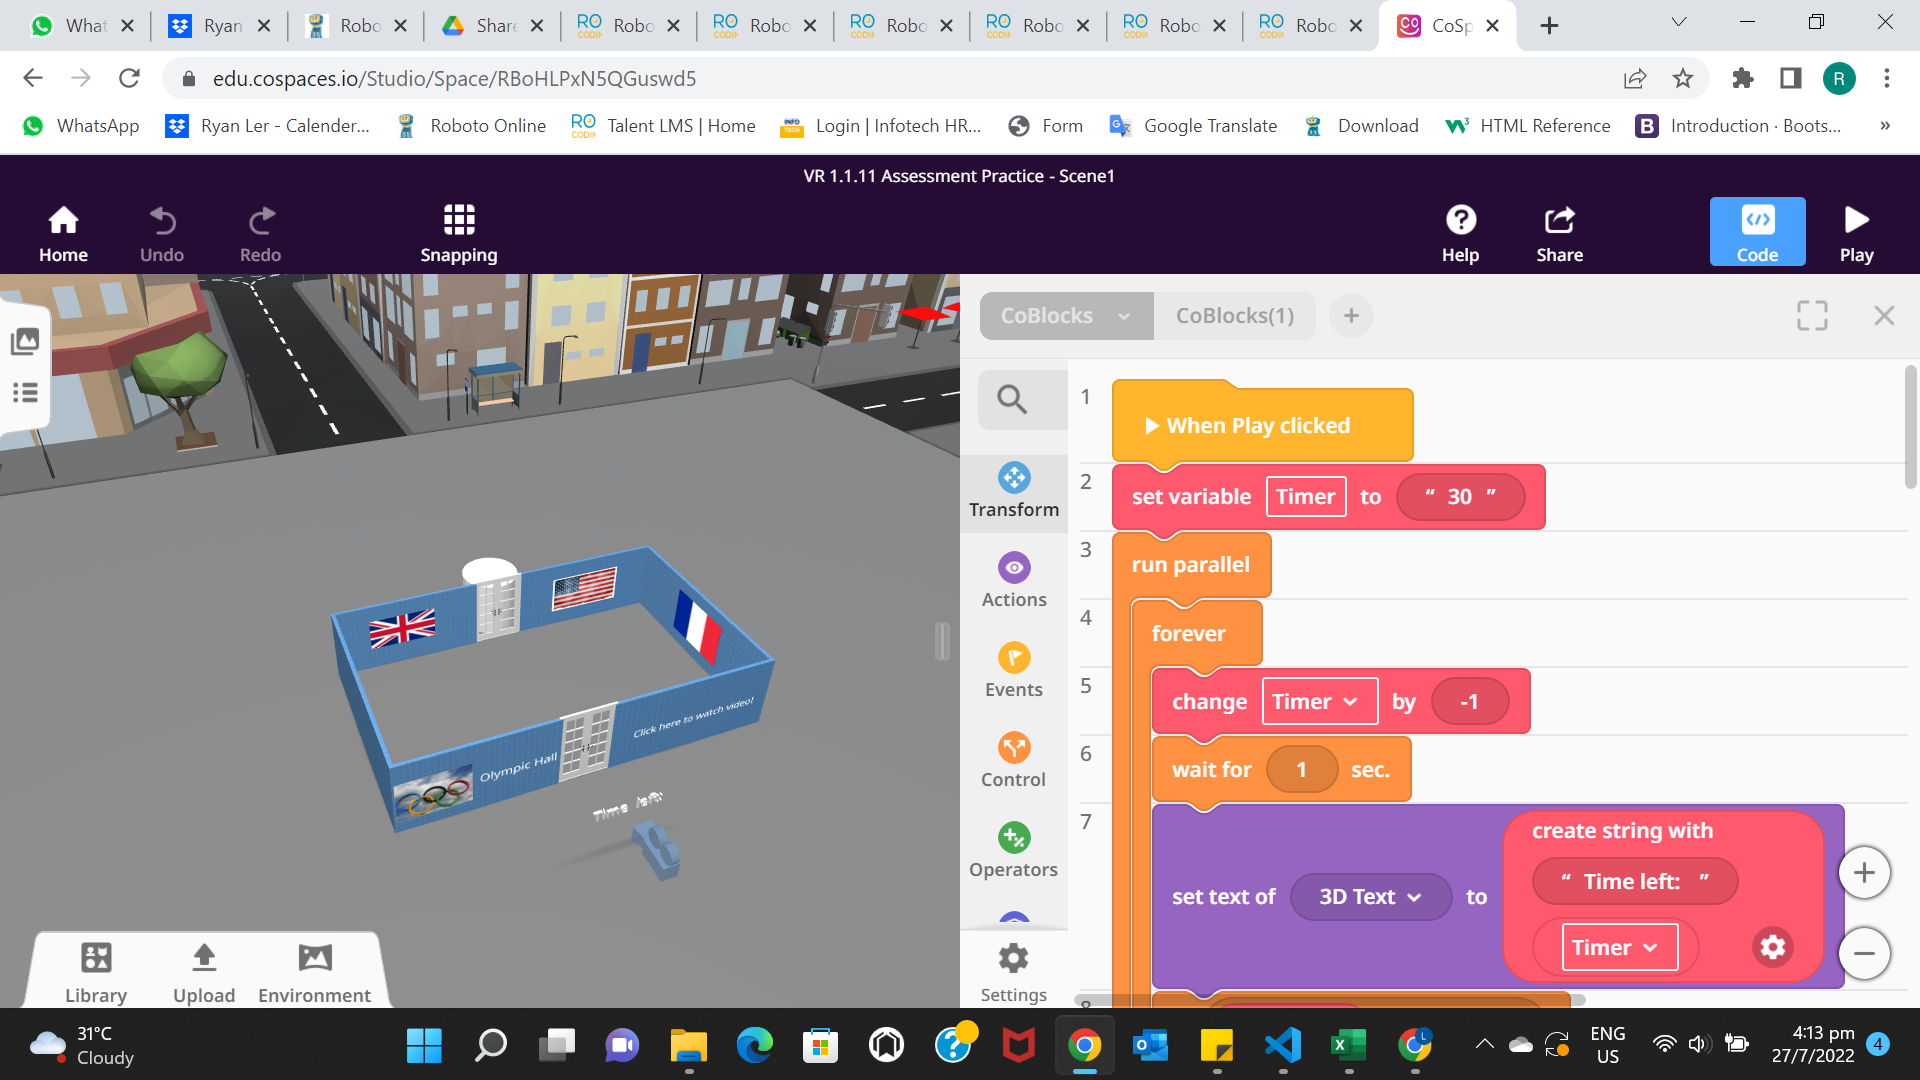 What
Ryan
Robo
Share
Robo
Robo
Robo
Robo
Robo
Robo
CoSp
edu.cospaces.io/Studio/Space/RBoHLPxN5QGuswd5
R
WhatsApp
Ryan Ler - Calender...
Roboto Online
Talent LMS | Home
Login | Infotech HR...
Form
Google Translate
Download
HTML Reference
Introduction · Boots...
»
VR 1.1.11 Assessment Practice - Scene1
Home
Undo
Redo
Snapping
Help
Share
Code
Play
CoBlocks
CoBlocks(1)
Transform
Actions
Events
Control
Operators
Settings
1
When Play clicked
2
set variable Timer to “ 30 ”
3
run parallel
4
forever
5
change Timer by -1
6
wait for 1 sec.
7
create string with
“ Time left: ”
set text of 3D Text to
Timer
8
Olympic Hall
Click here to watch video!
Time left:
Library
Upload
Environment
31°C
Cloudy
ENG
US
4:13 pm
27/7/2022
4